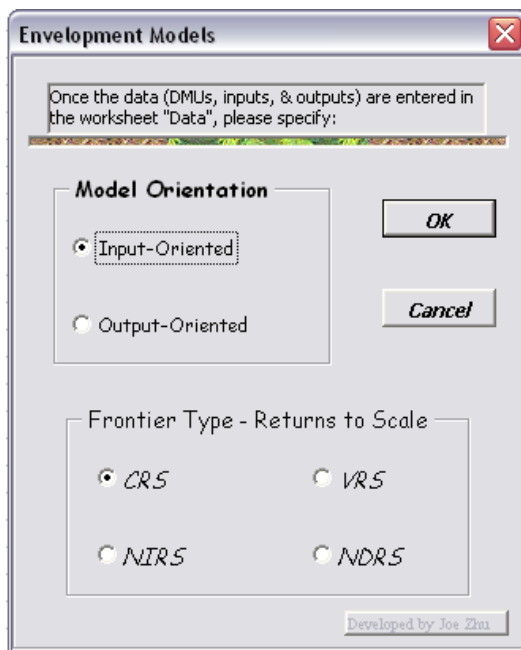 Envelopment Models
Once the data (DMUs, inputs, & outputs) are entered in
the worksheet "Data", please specify:
Model Orientation
Input-Oriented
Output-Oriented
OK
Cancel
Frontier Type - Returns to Scale
CRS
VRS
NIRS
NDRS
Developed by Joe Zhu